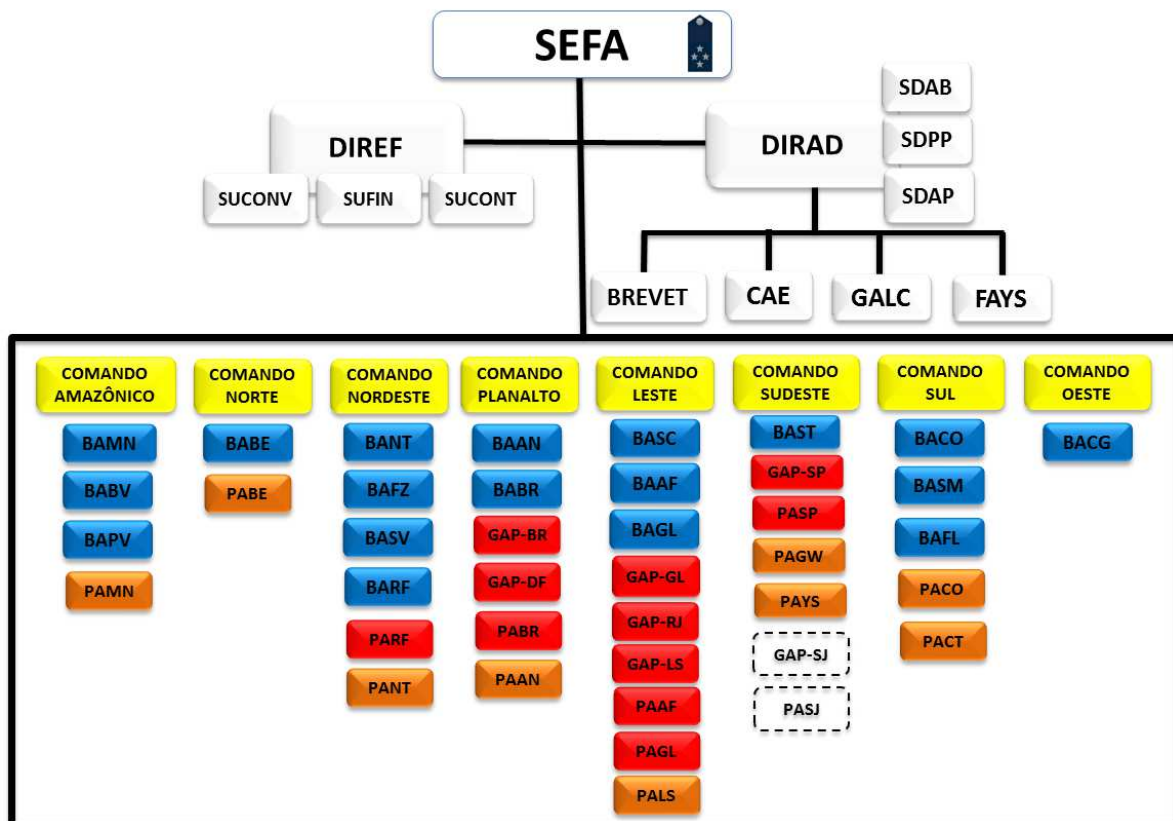 SEFA
SDAB
DIREF
DIRAD
SDPP
SUCONV
SUFIN
SUCONT
SDAP
BREVET
CAE
GALC
FAYS
COMANDO
AMAZÔNICO
BAMN
BABV
BAPV
PAMN
COMANDO
NORTE
BABE
PABE
COMANDO
NORDESTE
BANT
BAFZ
BASV
BARF
PARF
PANT
COMANDO
PLANALTO
BAAN
BABR
GAP-BR
GAP-DF
PABR
PAAN
COMANDO
LESTE
BASC
BAAF
BAGL
GAP-GL
GAP-RJ
GAP-LS
PAAF
PAGL
PALS
COMANDO
SUDESTE
BAST
GAP-SP
PASP
PAGW
PAYS
GAP-SJ
PASJ
COMANDO
SUL
BACO
BASM
BAFL
PACO
PACT
COMANDO
OESTE
BACG